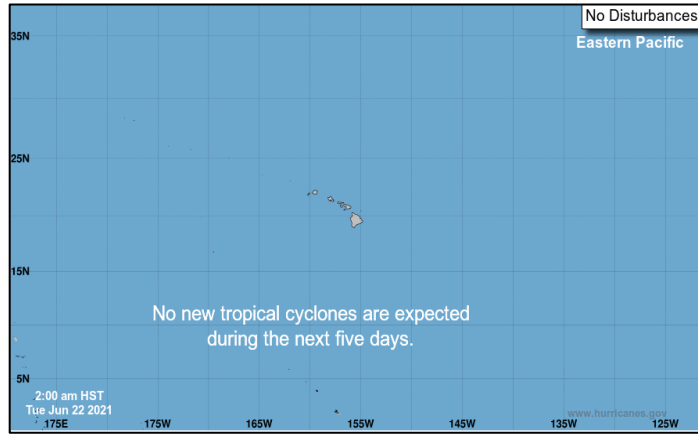 No Disturbances
35N
Eastern Pacific
25N
15N
No new tropical cyclones are expected
during the next five days.
5N
2:00 am HST
Tue Jun 22 2021
www.hurricanes.gov
175E
175W
165W
155W
145W
135W
125W